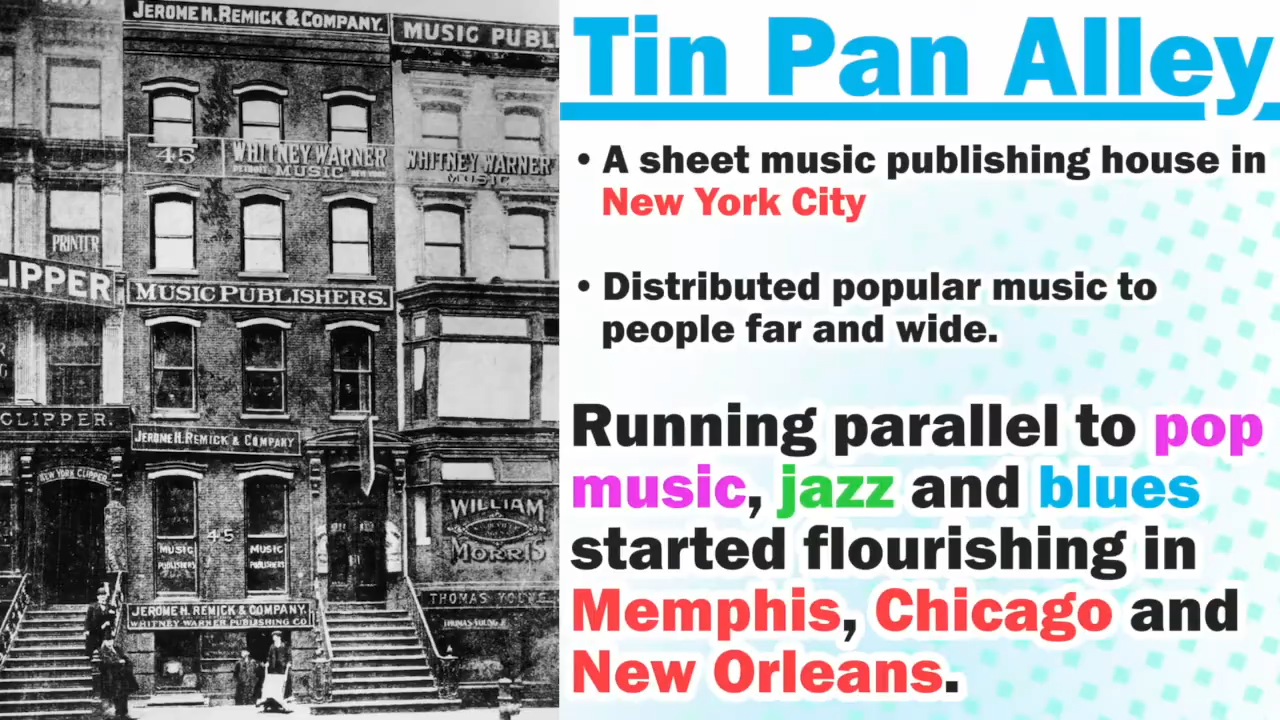 JEROME H. REMICK & COMPANY.
MUSIC PUBLI
45
WHITNEY WARNER
MUSIC
WHITNEY WARNER
MUSIC
PRINTER
LIPPER
MUSIC PUBLISHERS.
CLIPPER.
JEROME H. REMICK & COMPANY
NEW YORK CLIPPER
WILLIAM
MORRIS
45
MUSIC
PUBLISHERS
MUSIC
PUBLISHERS
THOMAS YOUNG
JEROME H. REMICK & COMPANY.
WHITNEY WARNER PUBLISHING CO
Tin Pan Alley
• A sheet music publishing house in
New York City
• Distributed popular music to
people far and wide.
Running parallel to pop
music, jazz and blues
started flourishing in
Memphis, Chicago and
New Orleans.